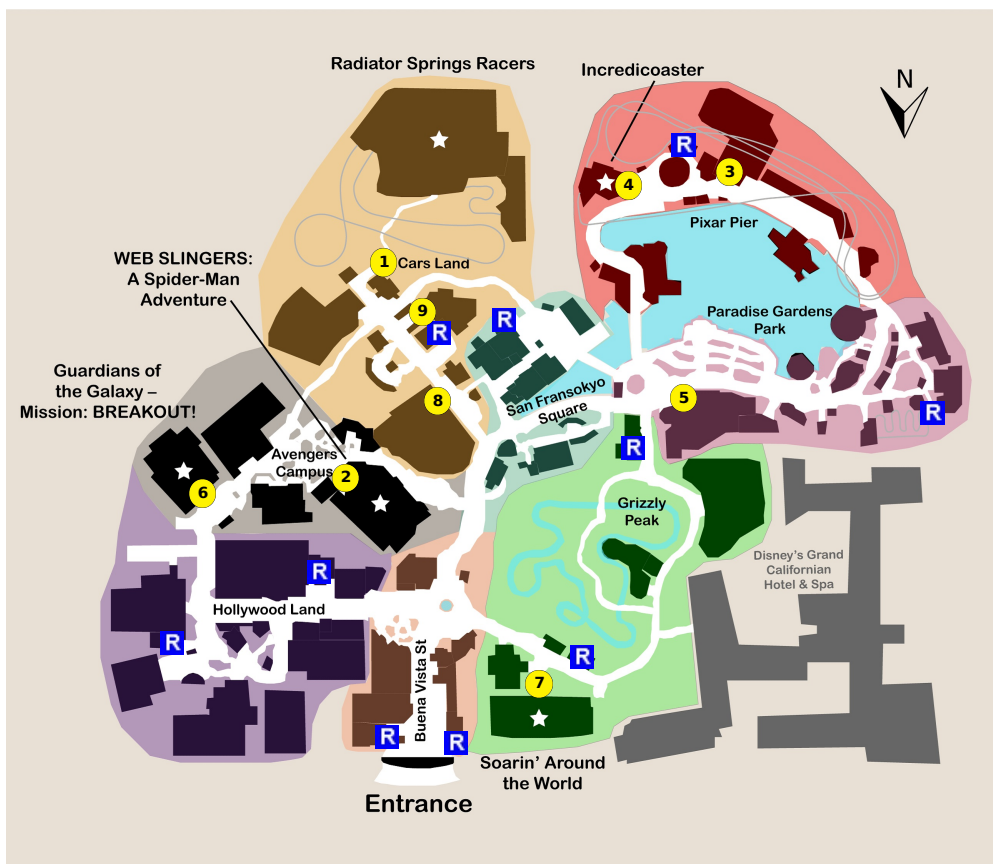 Radiator Springs Racers
Incredicoaster
N
R
3
4
Pixar Pier
WEB SLINGERS:
A Spider-Man
Adventure
1
Cars Land
9
R
R
Paradise Gardens
Park
Guardians of
the Galaxy –
Mission: BREAKOUT!
8
San Fransokyo
Square
5
R
R
Avengers
Campus
2
6
Grizzly
Peak
Disney's Grand
Californian
Hotel & Spa
R
Hollywood Land
R
Buena Vista St
R
7
R
R
Soarin' Around
the World
Entrance